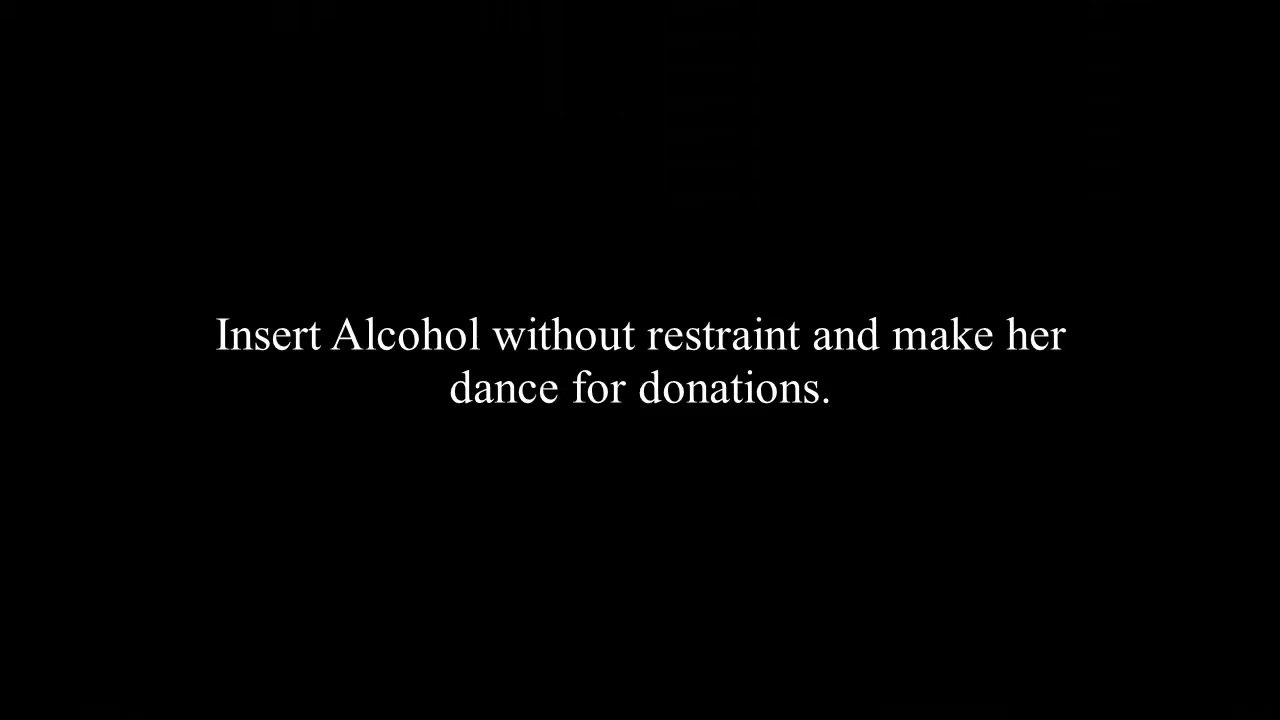 Insert Alcohol without restraint and make her
dance for donations.